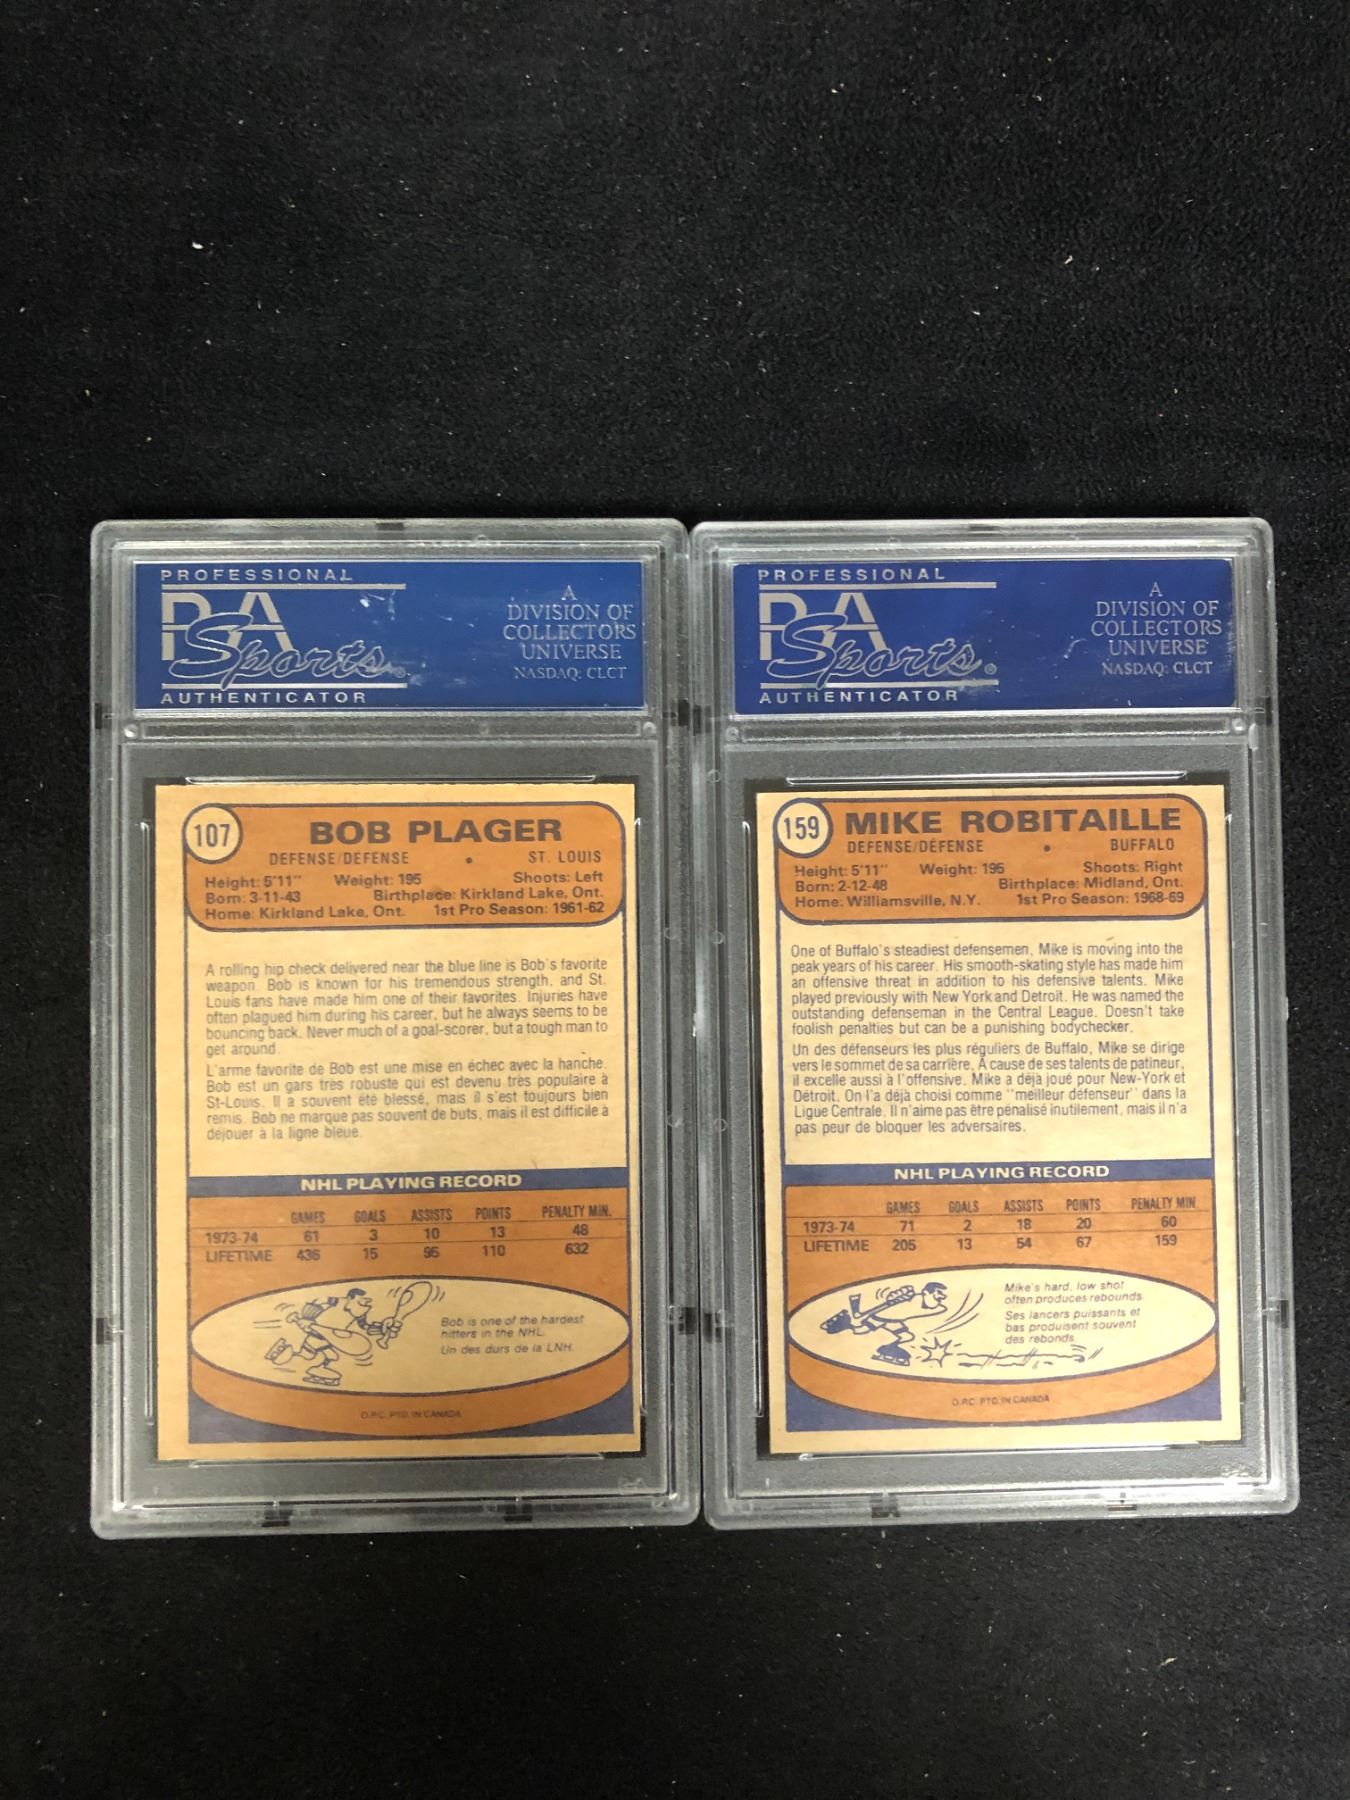 PROFESSIONAL
PSA
Sports®
AUTHENTICATOR
A
DIVISION OF
COLLECTORS
UNIVERSE
NASDAQ: CLCT
107
BOB PLAGER
DEFENSE/DEFENSE • ST. LOUIS
Height: 5'11" Weight: 195 Shoots: Left
Born: 3-11-43 Birthplace: Kirkland Lake, Ont.
Home: Kirkland Lake, Ont. 1st Pro Season: 1961-62
A rolling hip check delivered near the blue line is Bob's favorite
weapon. Bob is known for his tremendous strength, and St.
Louis fans have made him one of their favorites. Injuries have
often plagued him during his career, but he always seems to be
bouncing back. Never much of a goal-scorer, but a tough man to
get around.
L'arme favorite de Bob est une mise en échec avec la hanche.
Bob est un gars très robuste qui est devenu très populaire à
St-Louis. Il a souvent été blessé, mais il s'est toujours bien
remis. Bob ne marque pas souvent de buts, mais il est difficile à
dejouer à la ligne bleue.
NHL PLAYING RECORD
GAMES GOALS ASSISTS POINTS PENALTY MIN.
1973-74 61 3 10 13 48
LIFETIME 436 15 95 110 632
Bob is one of the hardest
hitters in the NHL.
Un des durs de la LNH.
O.P.C. PTD. IN CANADA
PROFESSIONAL
PSA
Sports®
AUTHENTICATOR
A
DIVISION OF
COLLECTORS
UNIVERSE
NASDAQ: CLCT
159
MIKE ROBITAILLE
DEFENSE/DÉFENSE • BUFFALO
Height: 5'11" Weight: 195 Shoots: Right
Born: 2-12-48 Birthplace: Midland, Ont.
Home: Williamsville, N.Y. 1st Pro Season: 1968-69
One of Buffalo's steadiest defensemen, Mike is moving into the
peak years of his career. His smooth-skating style has made him
an offensive threat in addition to his defensive talents. Mike
played previously with New York and Detroit. He was named the
outstanding defenseman in the Central League. Doesn't take
foolish penalties but can be a punishing bodychecker.
Un des défenseurs les plus réguliers de Buffalo, Mike se dirige
vers le sommet de sa carrière. À cause de ses talents de patineur,
il excelle aussi à l'offensive. Mike a déjà joué pour New-York et
Détroit. On l'a déjà choisi comme "meilleur défenseur" dans la
Ligue Centrale. Il n'aime pas être pénalisé inutilement, mais il n'a
pas peur de bloquer les adversaires.
NHL PLAYING RECORD
GAMES GOALS ASSISTS POINTS PENALTY MIN.
1973-74 71 2 18 20 60
LIFETIME 205 13 54 67 159
Mike's hard, low shot
often produces rebounds.
Ses lancers puissants et
bas produisent souvent
des rebonds.
O.P.C. PTD. IN CANADA